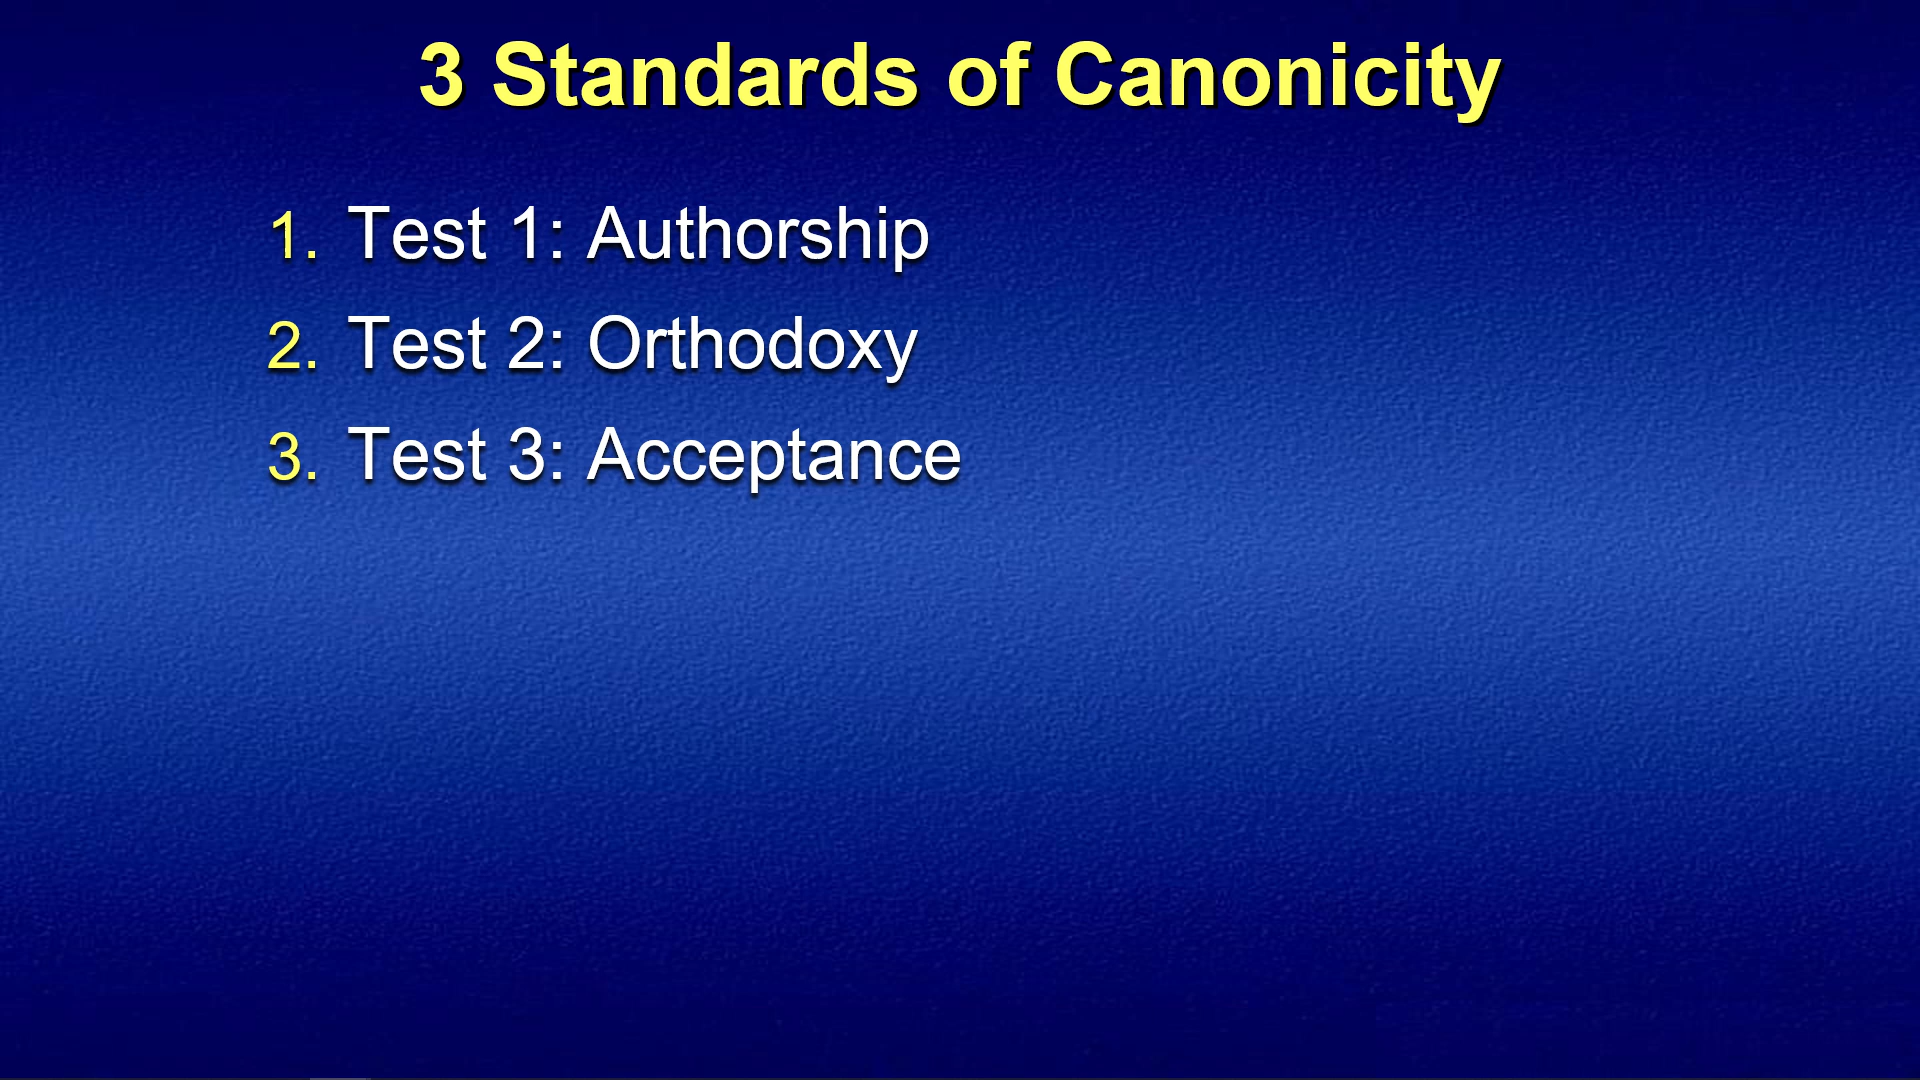 3 Standards of Canonicity
1. Test 1: Authorship
2. Test 2: Orthodoxy
3. Test 3: Acceptance